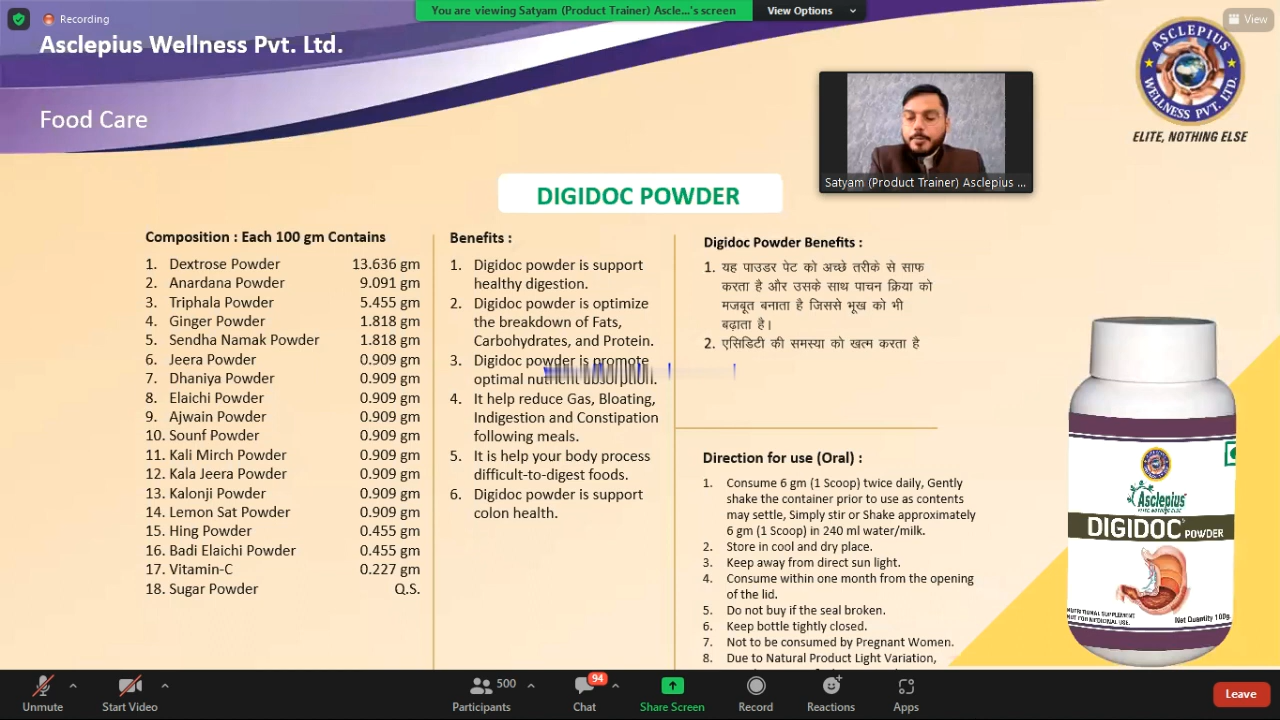 Recording
You are viewing Satyam (Product Trainer) Ascle...'s screen
View Options
View
Asclepius Wellness Pvt. Ltd.
Food Care
ASCLEPIUS
WELLNESS PVT. LTD.
ELITE, NOTHING ELSE
Satyam (Product Trainer) Asclepius ...
DIGIDOC POWDER
Composition : Each 100 gm Contains
1. Dextrose Powder 13.636 gm
2. Anardana Powder 9.091 gm
3. Triphala Powder 5.455 gm
4. Ginger Powder 1.818 gm
5. Sendha Namak Powder 1.818 gm
6. Jeera Powder 0.909 gm
7. Dhaniya Powder 0.909 gm
8. Elaichi Powder 0.909 gm
9. Ajwain Powder 0.909 gm
10. Sounf Powder 0.909 gm
11. Kali Mirch Powder 0.909 gm
12. Kala Jeera Powder 0.909 gm
13. Kalonji Powder 0.909 gm
14. Lemon Sat Powder 0.909 gm
15. Hing Powder 0.455 gm
16. Badi Elaichi Powder 0.455 gm
17. Vitamin-C 0.227 gm
18. Sugar Powder Q.S.
Benefits :
1. Digidoc powder is support
healthy digestion.
2. Digidoc powder is optimize
the breakdown of Fats,
Carbohydrates, and Protein.
3. Digidoc powder is promote
optimal nutrient absorption.
4. It help reduce Gas, Bloating,
Indigestion and Constipation
following meals.
5. It is help your body process
difficult-to-digest foods.
6. Digidoc powder is support
colon health.
Digidoc Powder Benefits :
1. यह पाउडर पेट को अच्छे तरीके से साफ
करता है और उसके साथ पाचन क्रिया को
मजबूत बनाता है जिससे भूख को भी
बढ़ाता है।
2. एसिडिटी की समस्या को खत्म करता है
Direction for use (Oral) :
1. Consume 6 gm (1 Scoop) twice daily, Gently
shake the container prior to use as contents
may settle, Simply stir or Shake approximately
6 gm (1 Scoop) in 240 ml water/milk.
2. Store in cool and dry place.
3. Keep away from direct sun light.
4. Consume within one month from the opening
of the lid.
5. Do not buy if the seal broken.
6. Keep bottle tightly closed.
7. Not to be consumed by Pregnant Women.
8. Due to Natural Product Light Variation,
Asclepius
ELITE, NOTHING ELSE
DIGIDOC POWDER
NUTRITIONAL SUPPLEMENT
NOT FOR MEDICINAL USE.
Net Quantity 100g
Unmute
Start Video
500
Participants
94
Chat
Share Screen
Record
Reactions
Apps
Leave